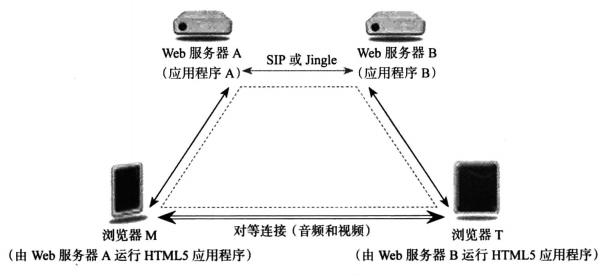 Web 服务器 A
（应用程序 A）
SIP 或 Jingle
Web 服务器 B
（应用程序 B）
浏览器 M
（由 Web 服务器 A 运行 HTML5 应用程序）
对等连接（音频和视频）
浏览器 T
（由 Web 服务器 B 运行 HTML5 应用程序）